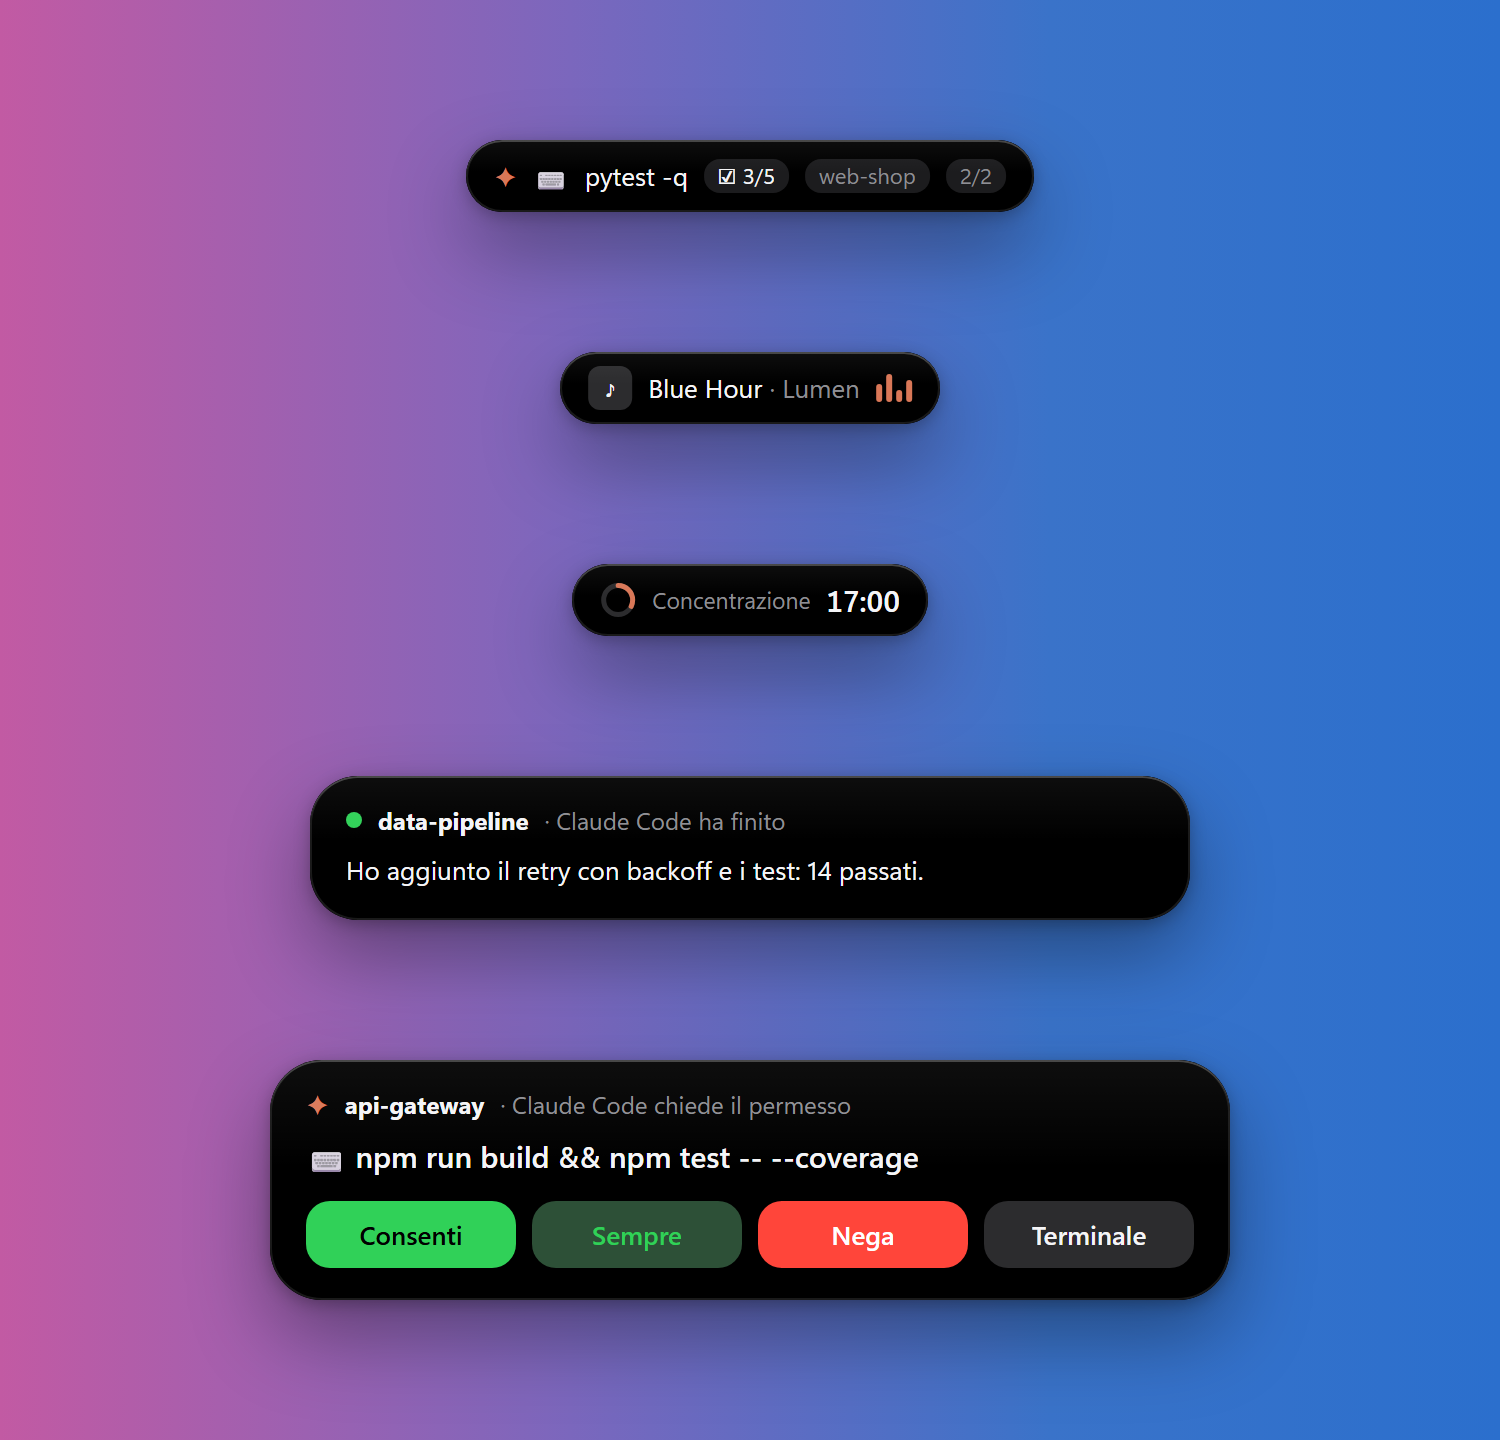 pytest -q ☑ 3/5 web-shop 2/2
♪ Blue Hour · Lumen
Concentrazione 17:00
data-pipeline · Claude Code ha finito
Ho aggiunto il retry con backoff e i test: 14 passati.
api-gateway · Claude Code chiede il permesso
npm run build && npm test -- --coverage
Consenti Sempre Nega Terminale